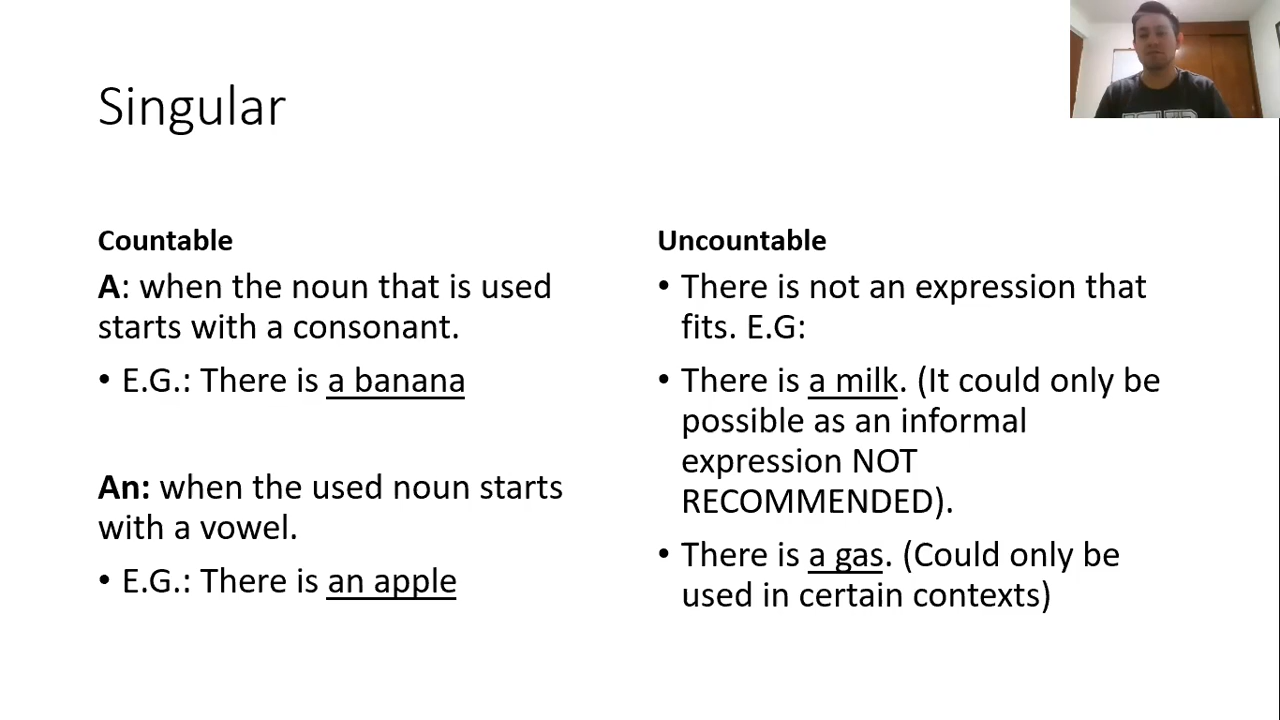 Singular
Countable
A: when the noun that is used
starts with a consonant.
• E.G.: There is a banana
An: when the used noun starts
with a vowel.
• E.G.: There is an apple
Uncountable
• There is not an expression that
fits. E.G:
• There is a milk. (It could only be
possible as an informal
expression NOT
RECOMMENDED).
• There is a gas. (Could only be
used in certain contexts)